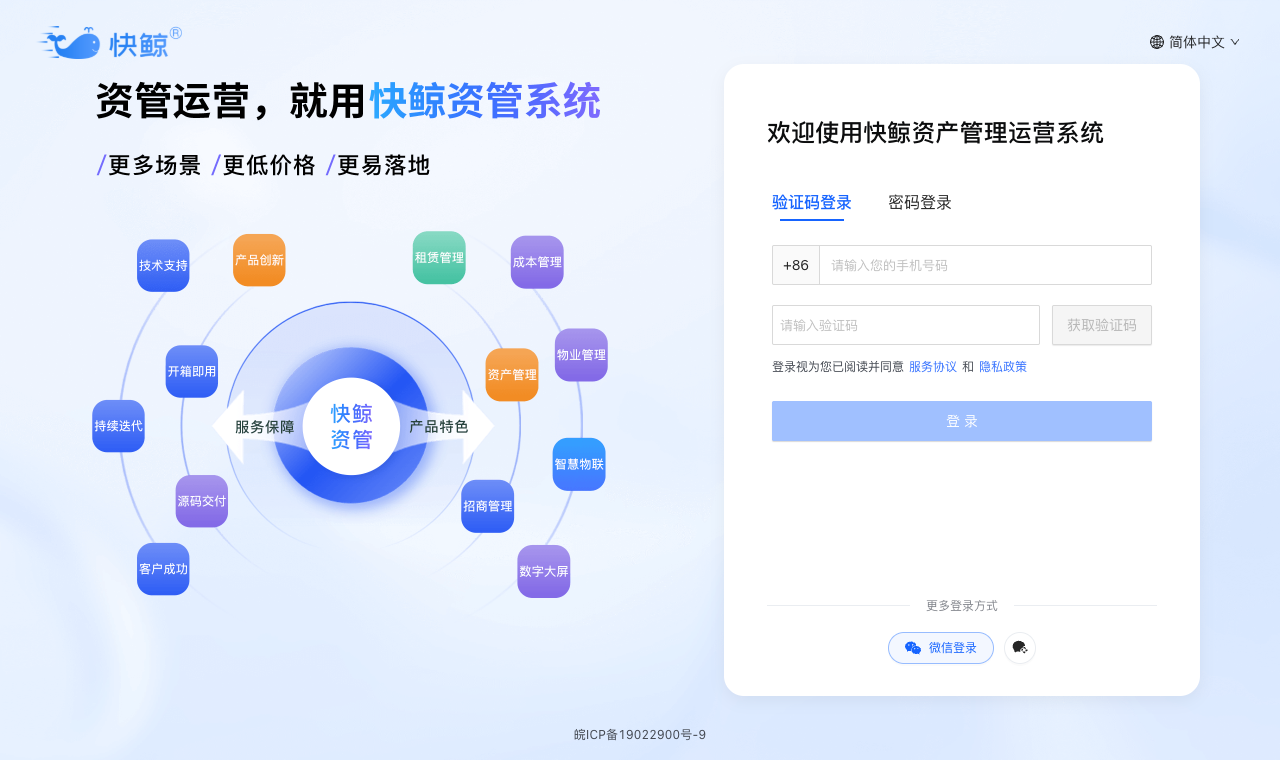 快鲸®
简体中文
资管运营，就用快鲸资管系统
/更多场景 /更低价格 /更易落地
技术支持
产品创新
租赁管理
成本管理
开箱即用
资产管理
物业管理
持续迭代
服务保障
快鲸
资管
产品特色
智慧物联
源码交付
招商管理
客户成功
数字大屏
欢迎使用快鲸资产管理运营系统
验证码登录 密码登录
+86 请输入您的手机号码
请输入验证码 获取验证码
登录视为您已阅读并同意 服务协议 和 隐私政策
登 录
更多登录方式
微信登录
皖ICP备19022900号-9